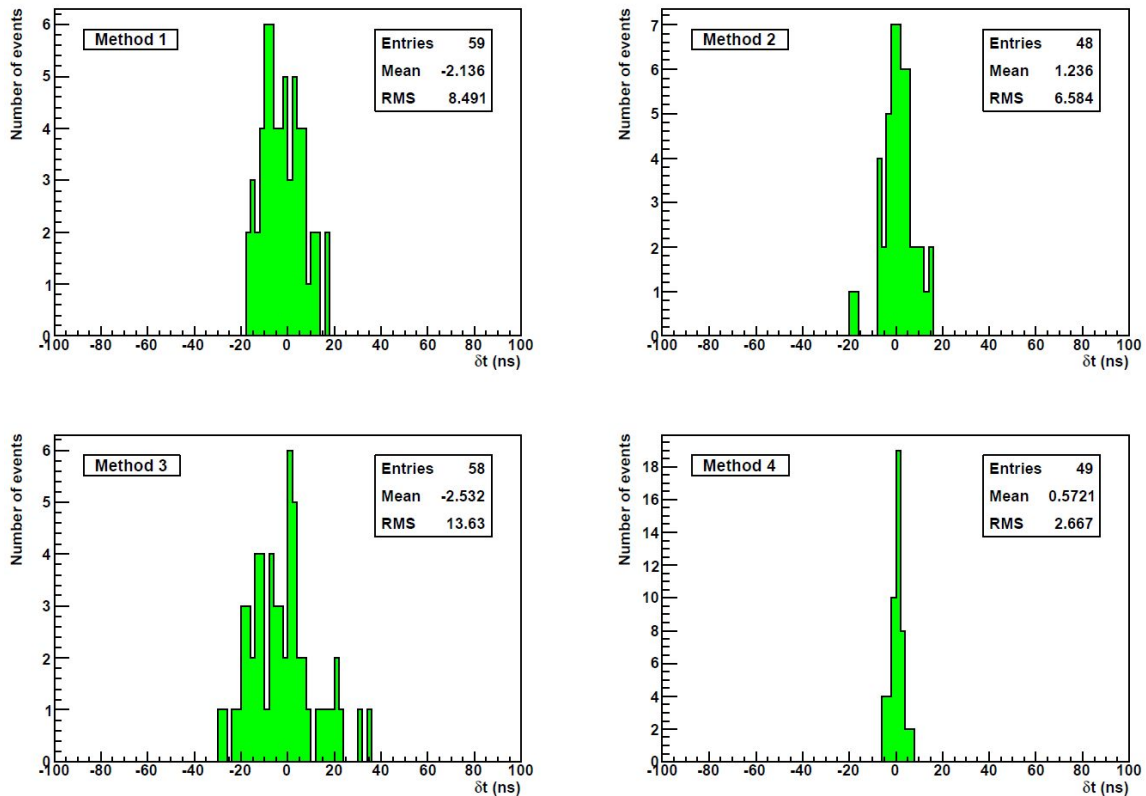 Number of events
Method 1
Entries 59
Mean -2.136
RMS 8.491
6
5
4
3
2
1
0
-100 -80 -60 -40 -20 0 20 40 60 80 100
δt (ns)
Number of events
Method 2
Entries 48
Mean 1.236
RMS 6.584
7
6
5
4
3
2
1
0
-100 -80 -60 -40 -20 0 20 40 60 80 100
δt (ns)
Number of events
Method 3
Entries 58
Mean -2.532
RMS 13.63
6
5
4
3
2
1
0
-100 -80 -60 -40 -20 0 20 40 60 80 100
δt (ns)
Number of events
Method 4
Entries 49
Mean 0.5721
RMS 2.667
18
16
14
12
10
8
6
4
2
0
-100 -80 -60 -40 -20 0 20 40 60 80 100
δt (ns)